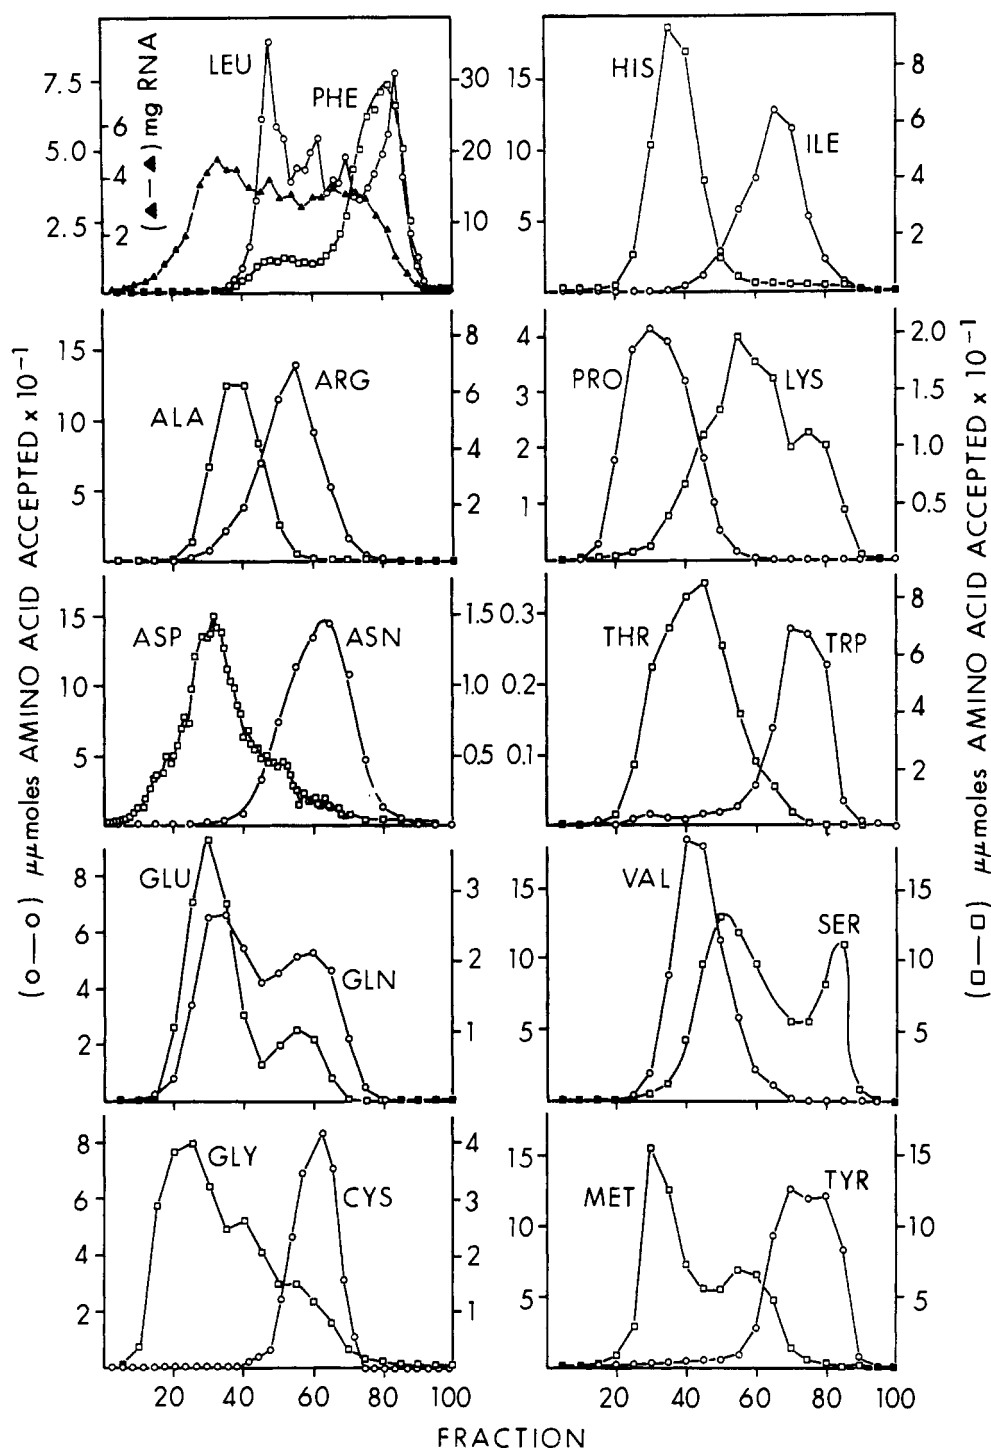 LEU
PHE
(▲—▲) mg RNA
7.5
5.0
2.5
6
4
2
30
20
10
HIS
ILE
15
10
5
8
6
4
2
ALA
ARG
15
10
5
8
6
4
2
PRO
LYS
4
3
2
1
2.0
1.5
1.0
0.5
ASP
ASN
15
10
5
1.5
1.0
0.5
THR
TRP
0.3
0.2
0.1
8
6
4
2
GLU
GLN
8
6
4
2
3
2
1
VAL
SER
15
10
5
15
10
5
GLY
CYS
8
6
4
2
4
3
2
1
20 40 60 80 100
MET
TYR
15
10
5
15
10
5
20 40 60 80 100
(o—o) μμmoles AMINO ACID ACCEPTED x 10⁻¹
(□—□) μμmoles AMINO ACID ACCEPTED x 10⁻¹
FRACTION